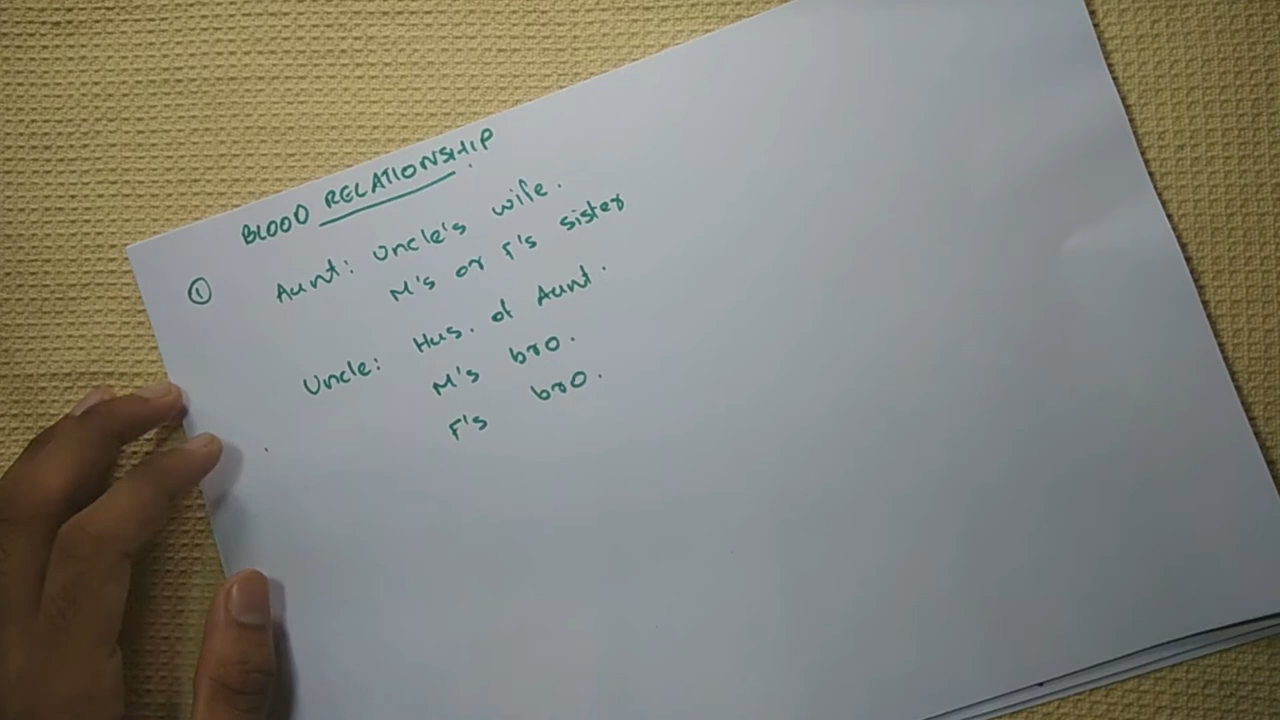 BLOOD RELATIONSHIP
① Aunt: Uncle's wife.
M's or F's sister
Uncle: Hus. of Aunt.
M's bro.
F's bro.